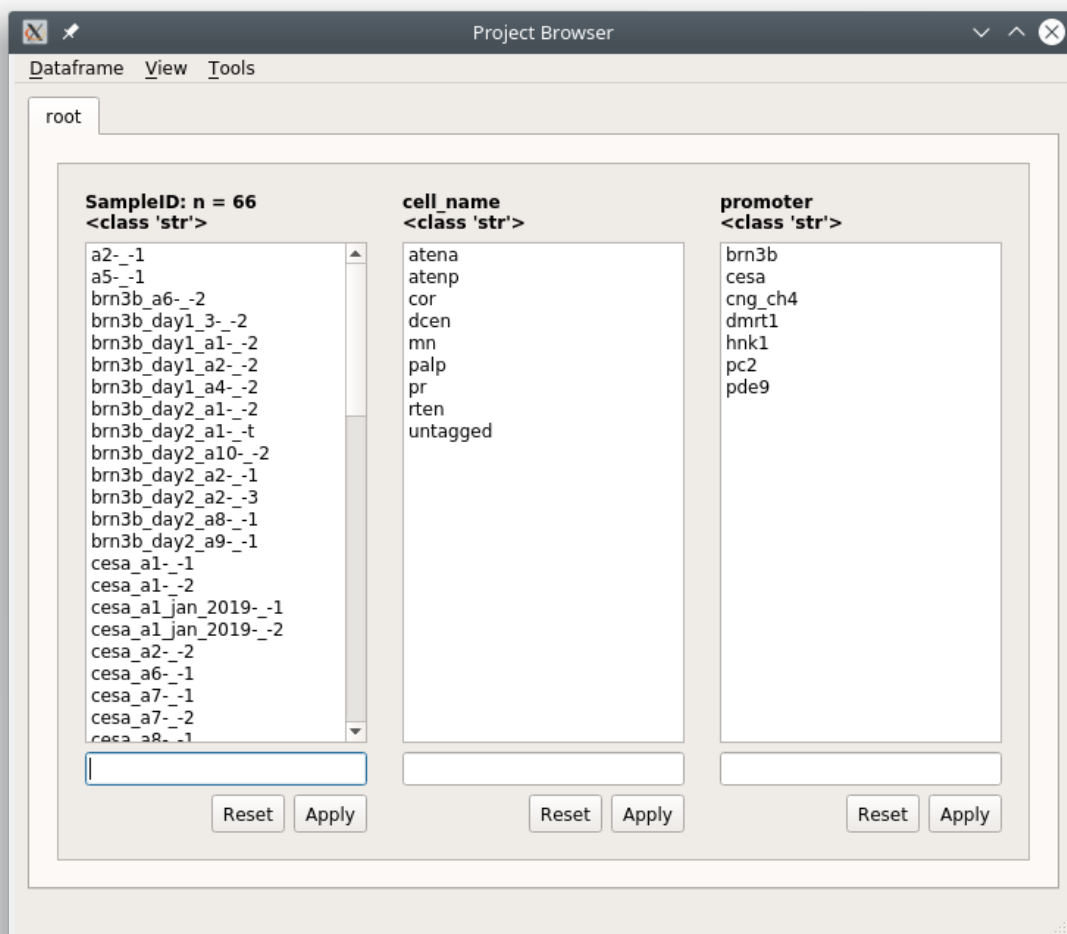 Project Browser
Dataframe View Tools
root
SampleID: n = 66
<class 'str'>
a2-_-1
a5-_-1
brn3b_a6-_-2
brn3b_day1_3-_-2
brn3b_day1_a1-_-2
brn3b_day1_a2-_-2
brn3b_day1_a4-_-2
brn3b_day2_a1-_-2
brn3b_day2_a1-_-t
brn3b_day2_a10-_-2
brn3b_day2_a2-_-1
brn3b_day2_a2-_-3
brn3b_day2_a8-_-1
brn3b_day2_a9-_-1
cesa_a1-_-1
cesa_a1-_-2
cesa_a1_jan_2019-_-1
cesa_a1_jan_2019-_-2
cesa_a2-_-2
cesa_a6-_-1
cesa_a7-_-1
cesa_a7-_-2
cesa_a8-_-1
Reset Apply
cell_name
<class 'str'>
atena
atenp
cor
dcen
mn
palp
pr
rten
untagged
Reset Apply
promoter
<class 'str'>
brn3b
cesa
cng_ch4
dmrt1
hnk1
pc2
pde9
Reset Apply